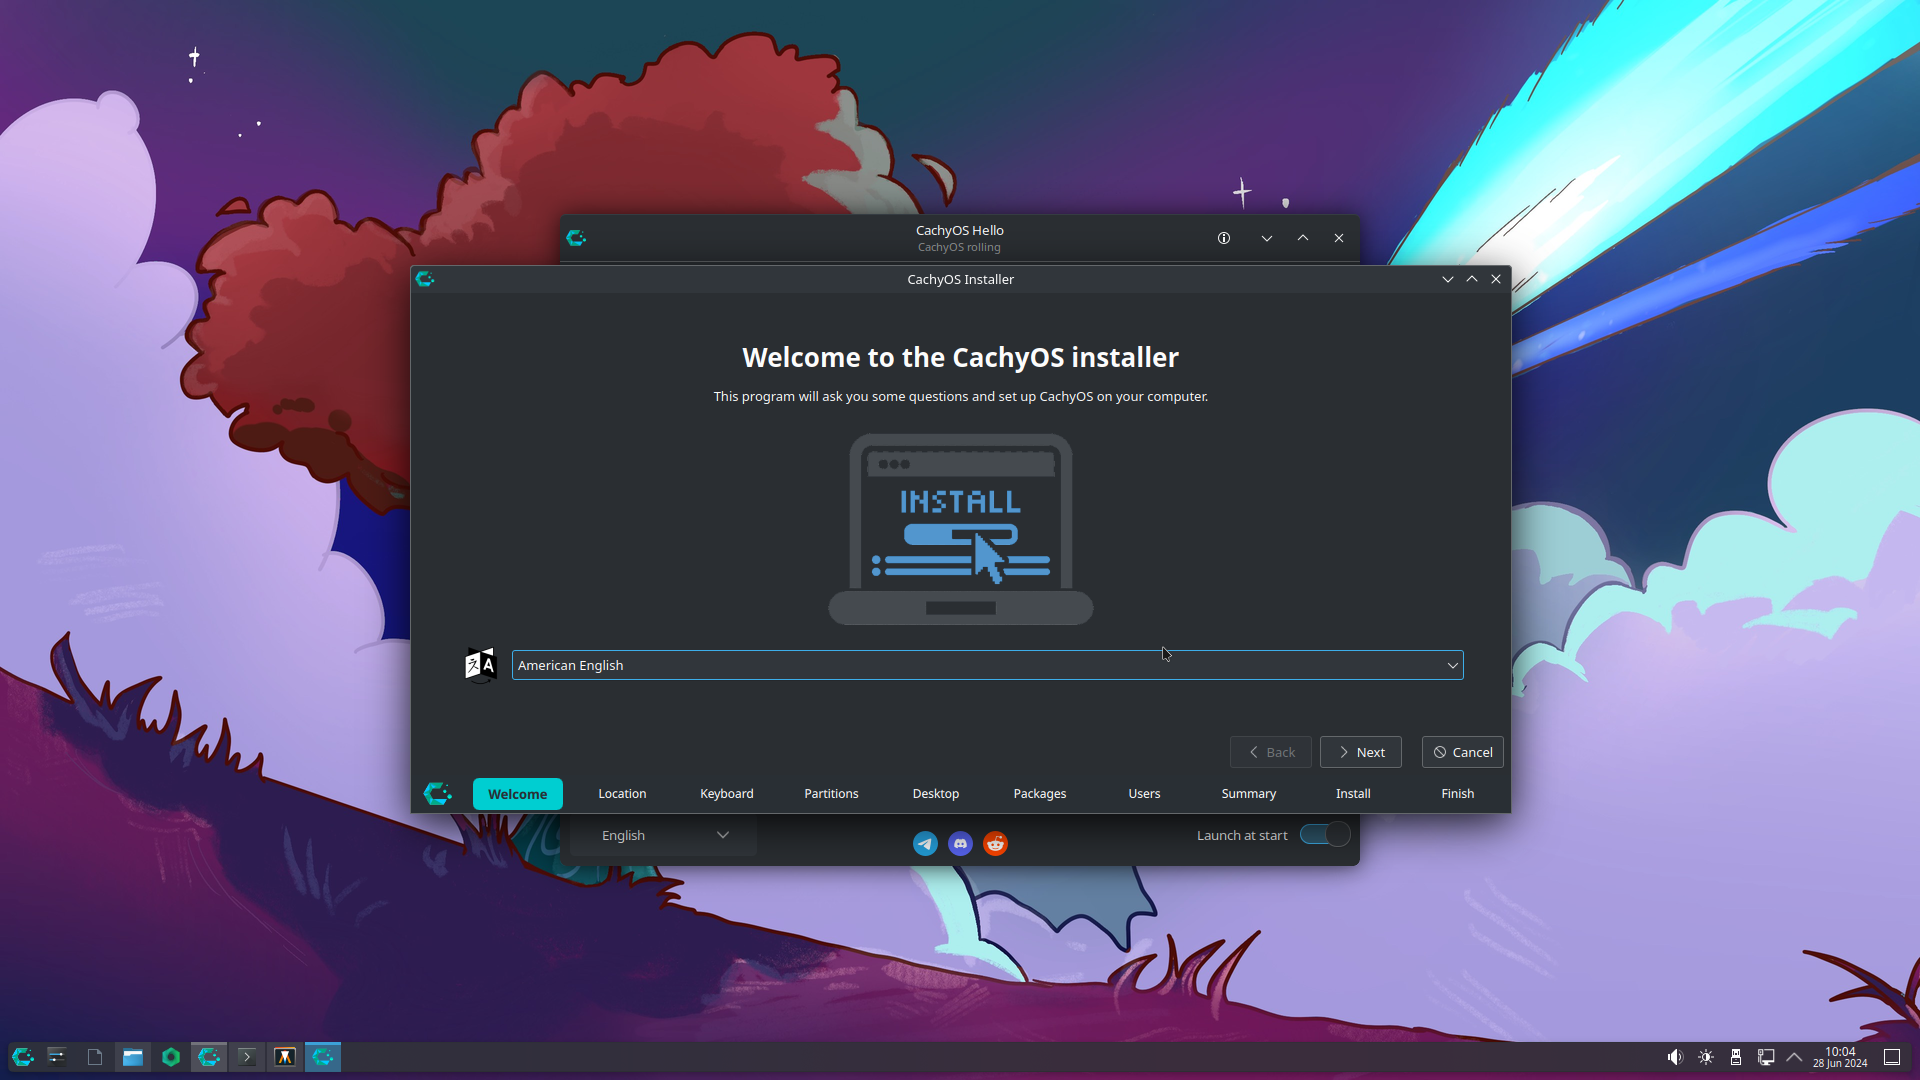 CachyOS Hello
CachyOS rolling
CachyOS Installer
Welcome to the CachyOS installer
This program will ask you some questions and set up CachyOS on your computer.
INSTALL
American English
Back
Next
Cancel
Welcome
Location
Keyboard
Partitions
Desktop
Packages
Users
Summary
Install
Finish
English
Launch at start
10:04
28 Jun 2024